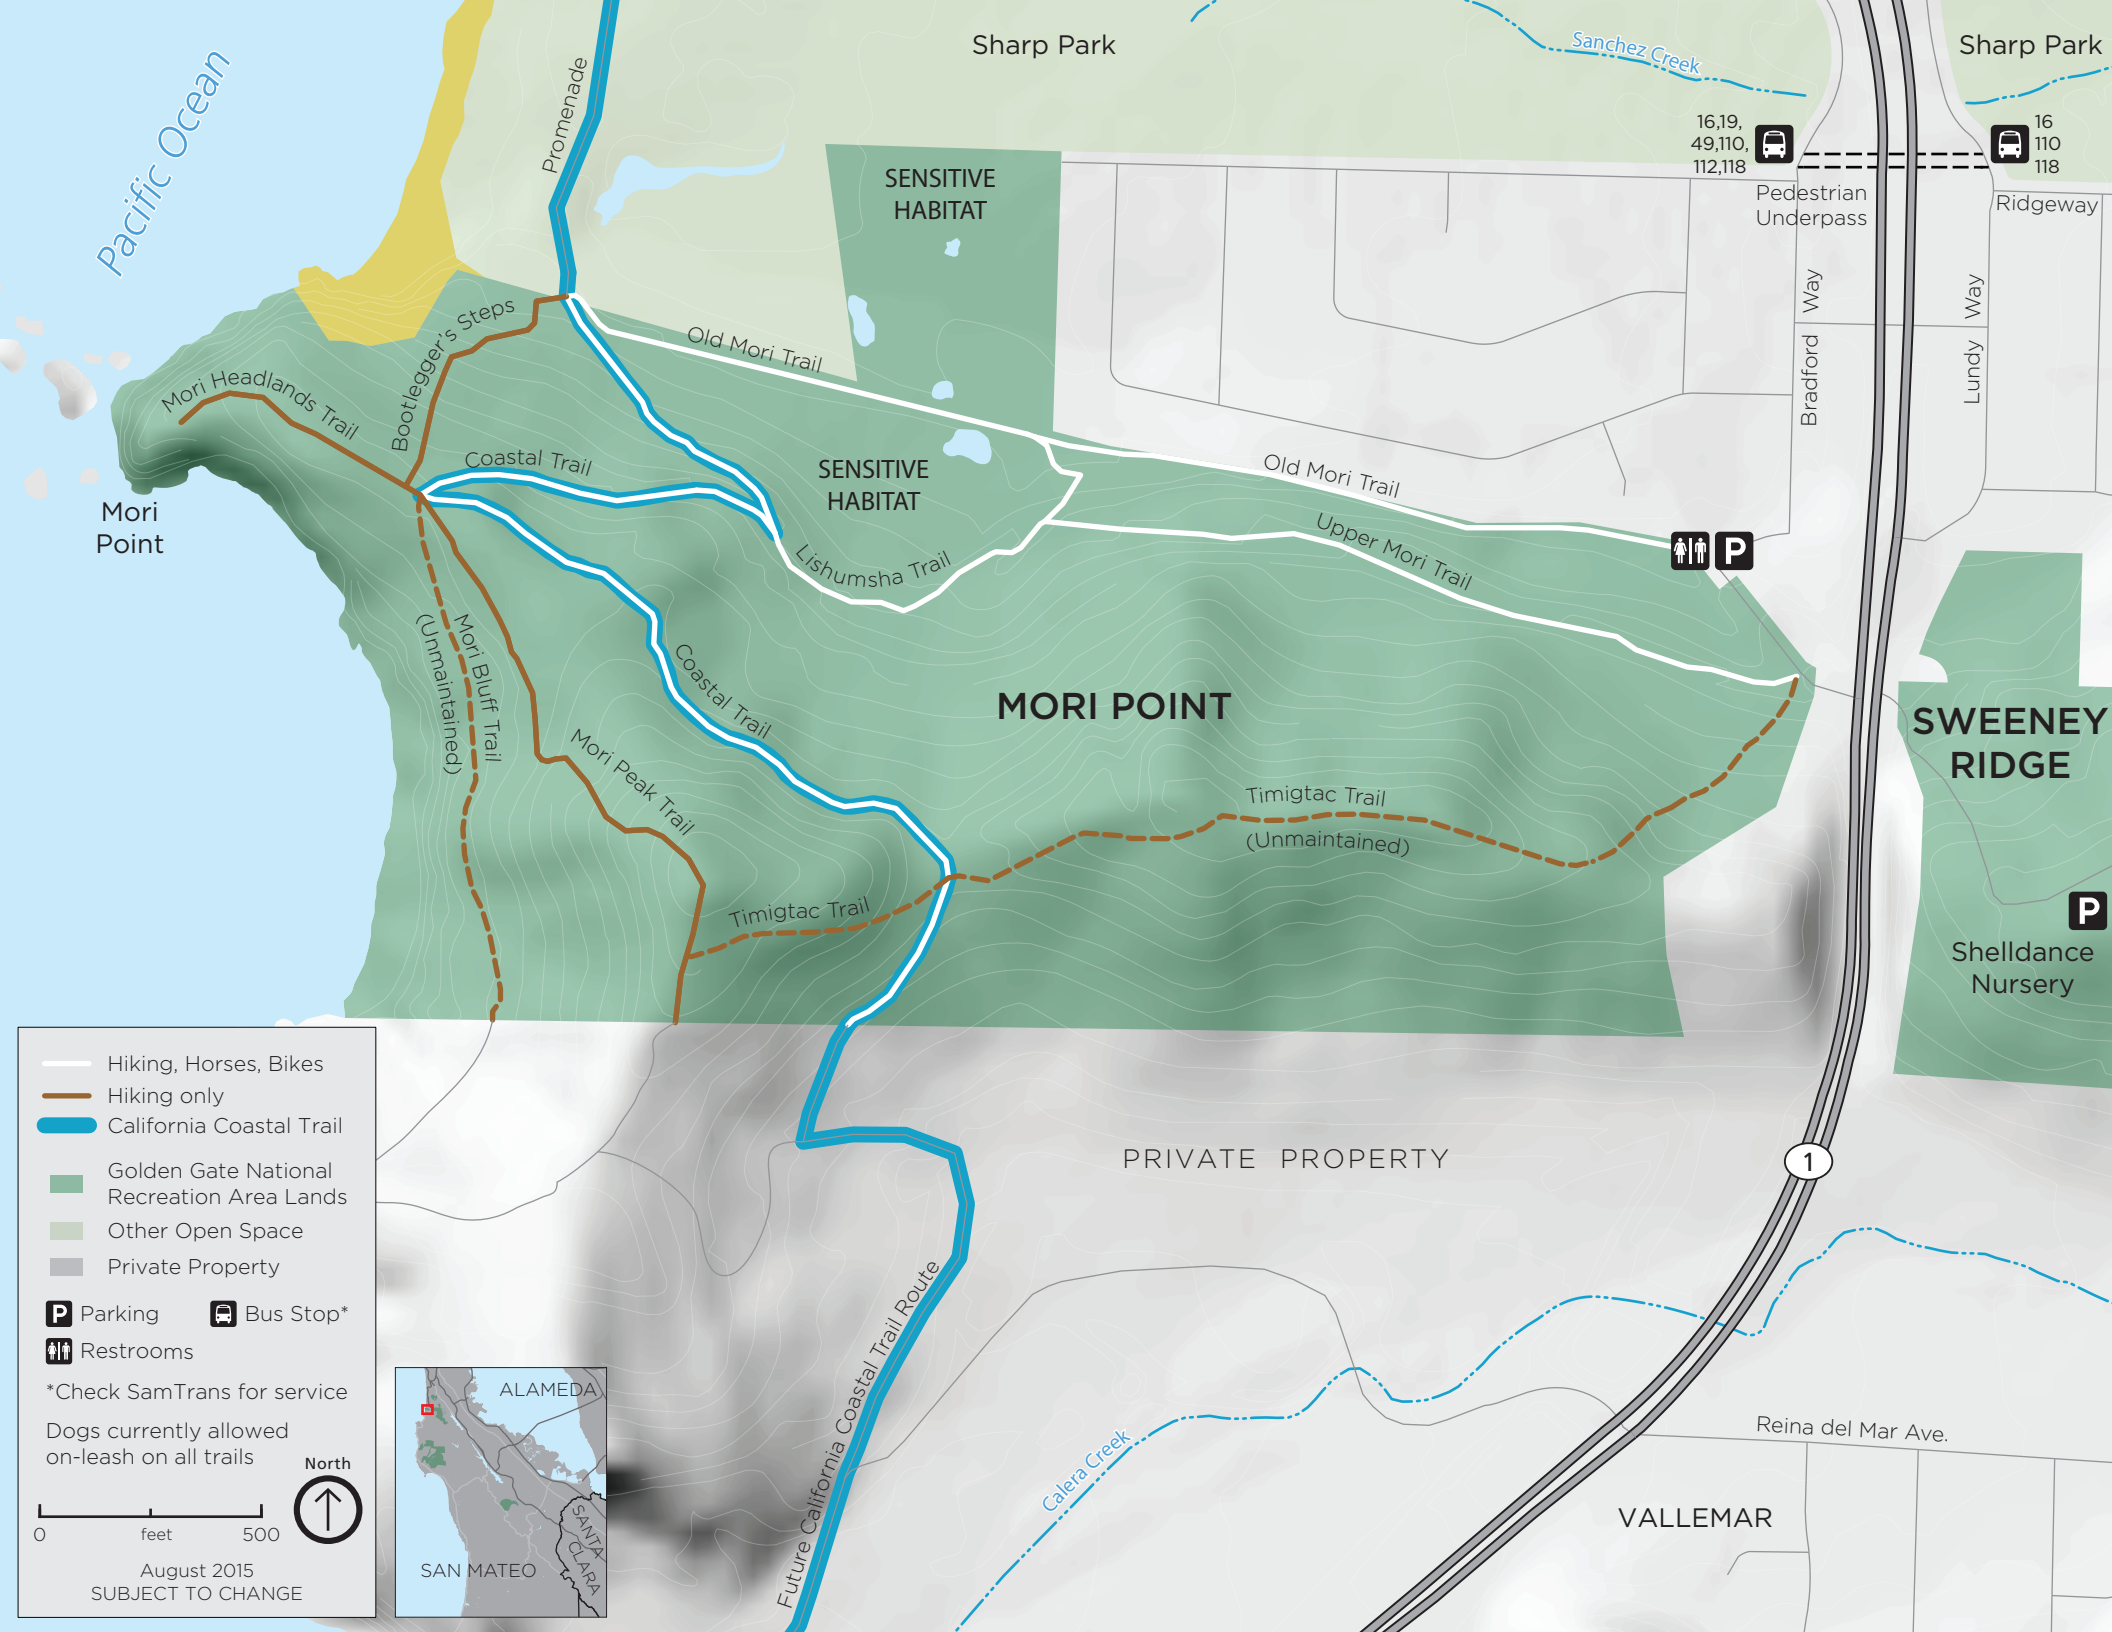 Sharp Park
Sanchez Creek
Sharp Park
Pacific Ocean
Promenade
16,19,
49,110,
112,118
16
110
118
Pedestrian
Underpass
Ridgeway
SENSITIVE
HABITAT
Bradford Way
Lundy Way
Bootlegger's Steps
Old Mori Trail
Mori Headlands Trail
Coastal Trail
SENSITIVE
HABITAT
Old Mori Trail
Mori
Point
Upper Mori Trail
P
Lishumsha Trail
Mori Bluff Trail
(Unmaintained)
Coastal Trail
MORI POINT
SWEENEY
RIDGE
Mori Peak Trail
Timigtac Trail
(Unmaintained)
Timigtac Trail
P
Shelldance
Nursery
PRIVATE PROPERTY
1
Future California Coastal Trail Route
Calera Creek
Reina del Mar Ave.
VALLEMAR
Hiking, Horses, Bikes
Hiking only
California Coastal Trail
Golden Gate National
Recreation Area Lands
Other Open Space
Private Property
P Parking
Bus Stop*
Restrooms
*Check SamTrans for service
Dogs currently allowed
on-leash on all trails
North
0 feet 500
August 2015
SUBJECT TO CHANGE
ALAMEDA
SANTA
CLARA
SAN MATEO